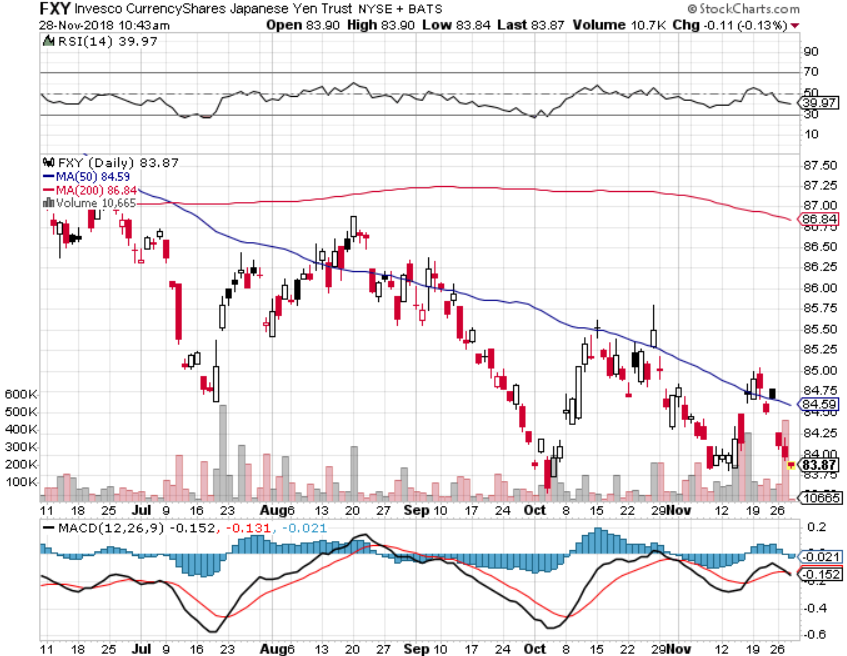 FXY Invesco CurrencyShares Japanese Yen Trust NYSE + BATS © StockCharts.com
28-Nov-2018 10:43am Open 83.90 High 83.90 Low 83.84 Last 83.87 Volume 10.7K Chg -0.11 (-0.13%)
RSI(14) 39.97
90
70
50
39.97
30
10
FXY (Daily) 83.87
MA(50) 84.59
MA(200) 86.84
Volume 10,665
87.50
87.25
87.00
86.84
86.75
86.50
86.25
86.00
85.75
85.50
85.25
85.00
84.75
84.59
84.50
84.25
84.00
83.87
83.75
10665
600K
500K
400K
300K
200K
100K
11 18 25 Jul 9 16 23 Aug 6 13 20 27 Sep 10 17 24 Oct 8 15 22 29 Nov 12 19 26
MACD(12,26,9) -0.152, -0.131, -0.021
0.2
-0.021
-0.152
-0.4
-0.6
11 18 25 Jul 9 16 23 Aug 6 13 20 27 Sep 10 17 24 Oct 8 15 22 29 Nov 12 19 26